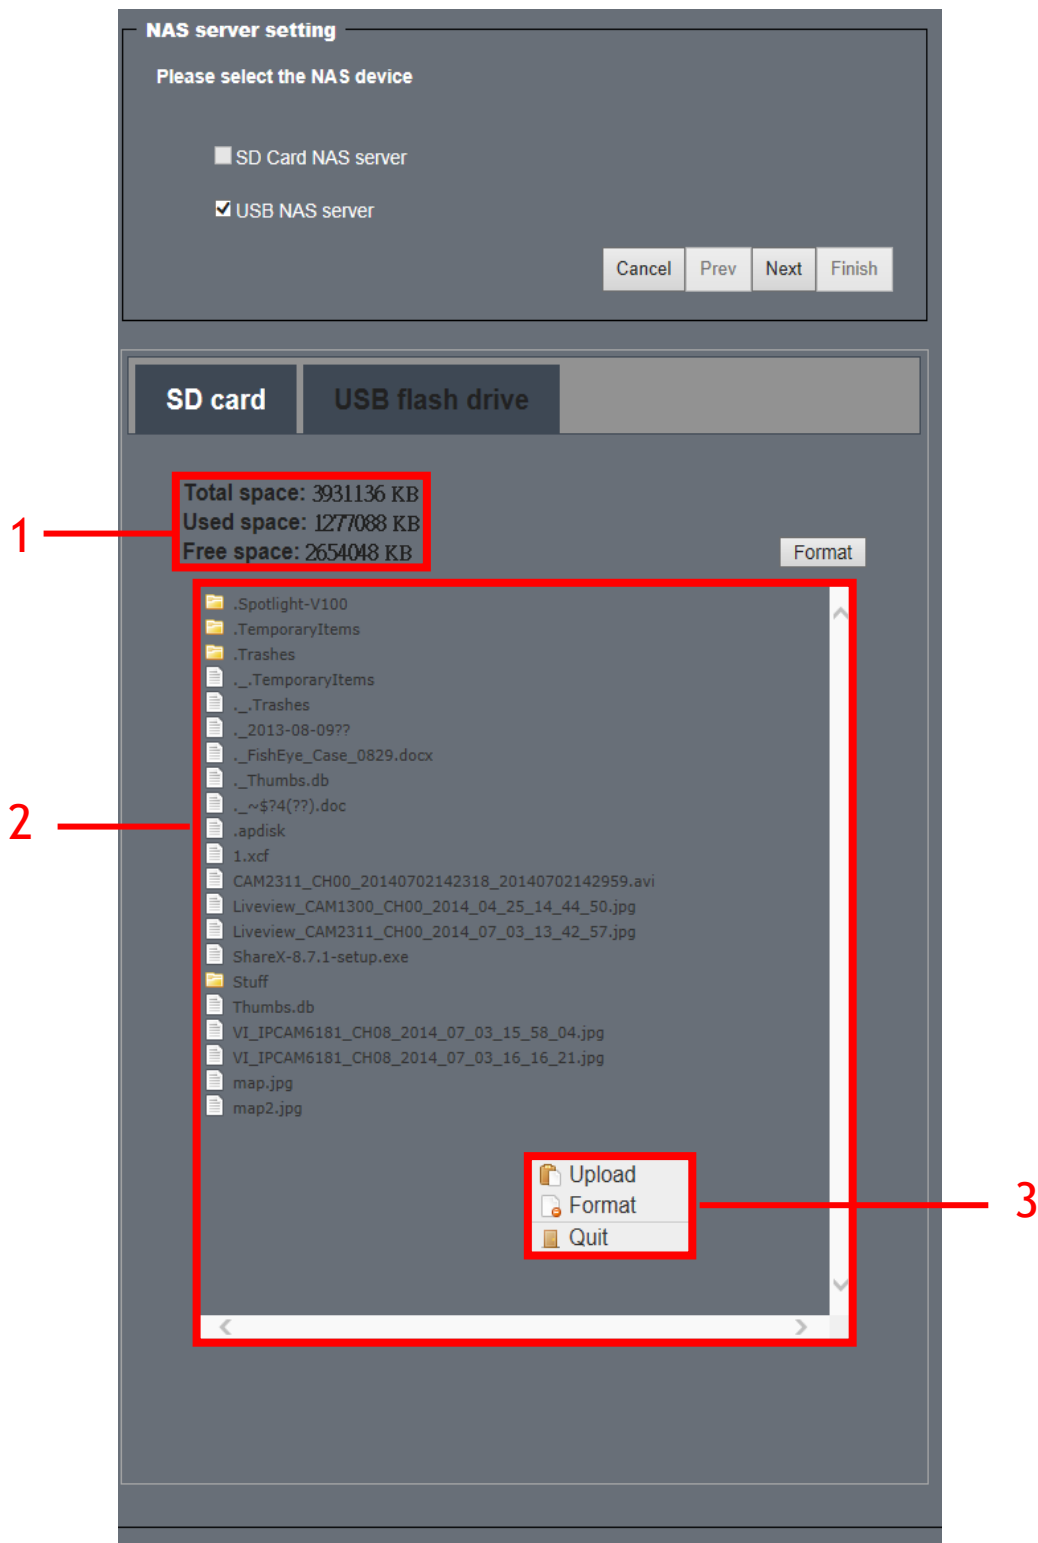 NAS server setting
Please select the NAS device
SD Card NAS server
USB NAS server
Cancel Prev Next Finish
SD card USB flash drive
Total space: 3931136 KB
1
Used space: 1277088 KB
Free space: 2654048 KB
Format
.Spotlight-V100
.TemporaryItems
.Trashes
._.TemporaryItems
._.Trashes
._2013-08-09??
._FishEye_Case_0829.docx
._Thumbs.db
._~$?4(??).doc
2
.apdisk
1.xcf
CAM2311_CH00_20140702142318_20140702142959.avi
Liveview_CAM1300_CH00_2014_04_25_14_44_50.jpg
Liveview_CAM2311_CH00_2014_07_03_13_42_57.jpg
ShareX-8.7.1-setup.exe
Stuff
Thumbs.db
VI_IPCAM6181_CH08_2014_07_03_15_58_04.jpg
VI_IPCAM6181_CH08_2014_07_03_16_16_21.jpg
map.jpg
map2.jpg
Upload
Format
3
Quit